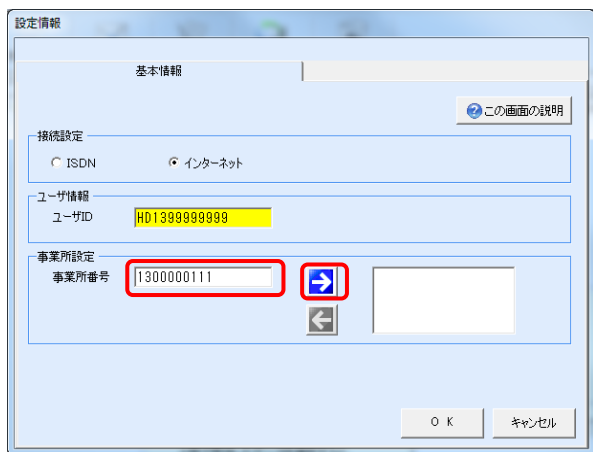 設定情報
基本情報
この画面の説明
接続設定
ISDN
インターネット
ユーザ情報
ユーザID
HD1399999999
事業所設定
事業所番号
1300000111
O K
キャンセル